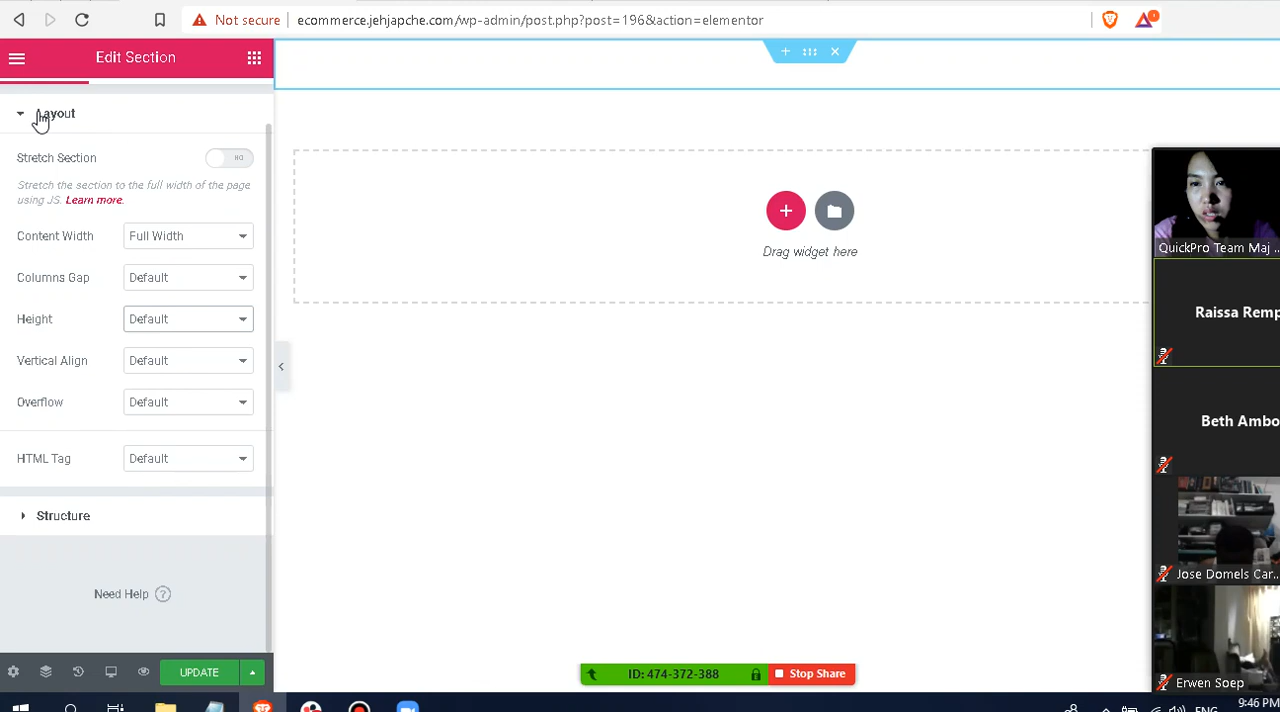 Not secure
ecommerce.jehjapche.com/wp-admin/post.php?post=196&action=elementor
Edit Section
Layout
Stretch Section
NO
Stretch the section to the full width of the page
using JS. Learn more.
Content Width
Full Width
Columns Gap
Default
Height
Default
Vertical Align
Default
Overflow
Default
HTML Tag
Default
Structure
Need Help
UPDATE
Drag widget here
QuickPro Team Maj ...
Raissa Remp
Beth Ambo
Jose Domels Car...
Erwen Soep
ID: 474-372-388
Stop Share
ENG
9:46 PM